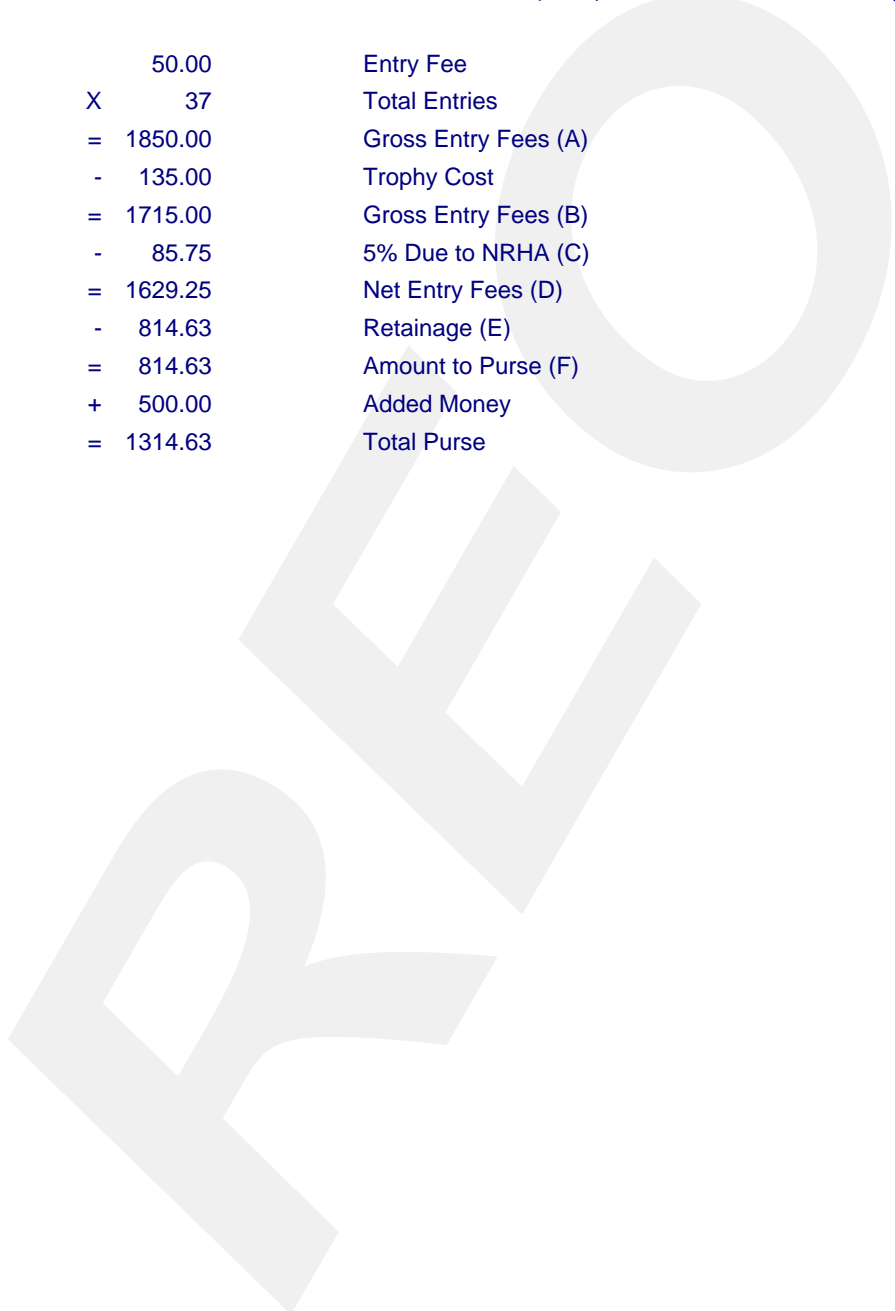 50.00 Entry Fee
X 37 Total Entries
= 1850.00 Gross Entry Fees (A)
- 135.00 Trophy Cost
= 1715.00 Gross Entry Fees (B)
- 85.75 5% Due to NRHA (C)
= 1629.25 Net Entry Fees (D)
- 814.63 Retainage (E)
= 814.63 Amount to Purse (F)
+ 500.00 Added Money
= 1314.63 Total Purse
REO